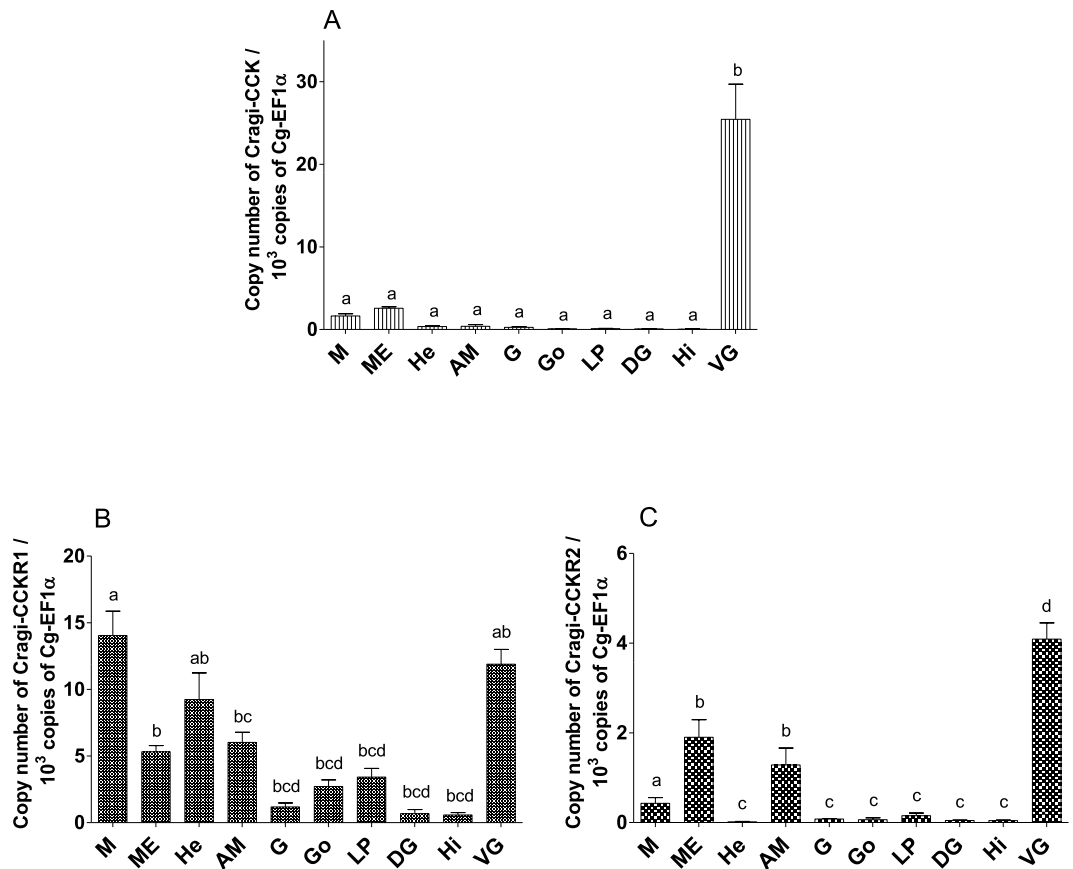 A
Copy number of Cragi-CCK /
10³ copies of Cg-EF1α
30
20
10
0
a
a
a
a
a
a
a
a
a
b
M
ME
He
AM
G
Go
LP
DG
Hi
VG
B
Copy number of Cragi-CCKR1 /
10³ copies of Cg-EF1α
20
15
10
5
0
a
b
ab
bc
bcd
bcd
bcd
bcd
bcd
ab
M
ME
He
AM
G
Go
LP
DG
Hi
VG
C
Copy number of Cragi-CCKR2 /
10³ copies of Cg-EF1α
6
4
2
0
a
b
c
b
c
c
c
c
c
d
M
ME
He
AM
G
Go
LP
DG
Hi
VG